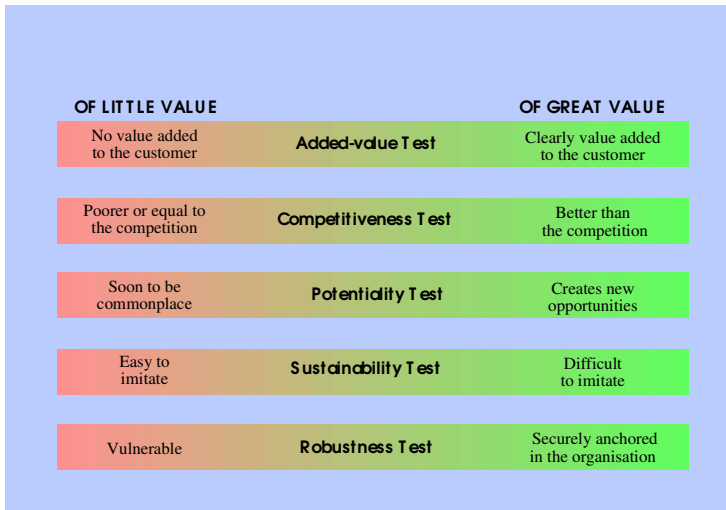 OF LITTLE VALUE
OF GREAT VALUE
No value added
to the customer
Added-value Test
Clearly value added
to the customer
Poorer or equal to
the competition
Competitiveness Test
Better than
the competition
Soon to be
commonplace
Potentiality Test
Creates new
opportunities
Easy to
imitate
Sustainability Test
Difficult
to imitate
Vulnerable
Robustness Test
Securely anchored
in the organisation